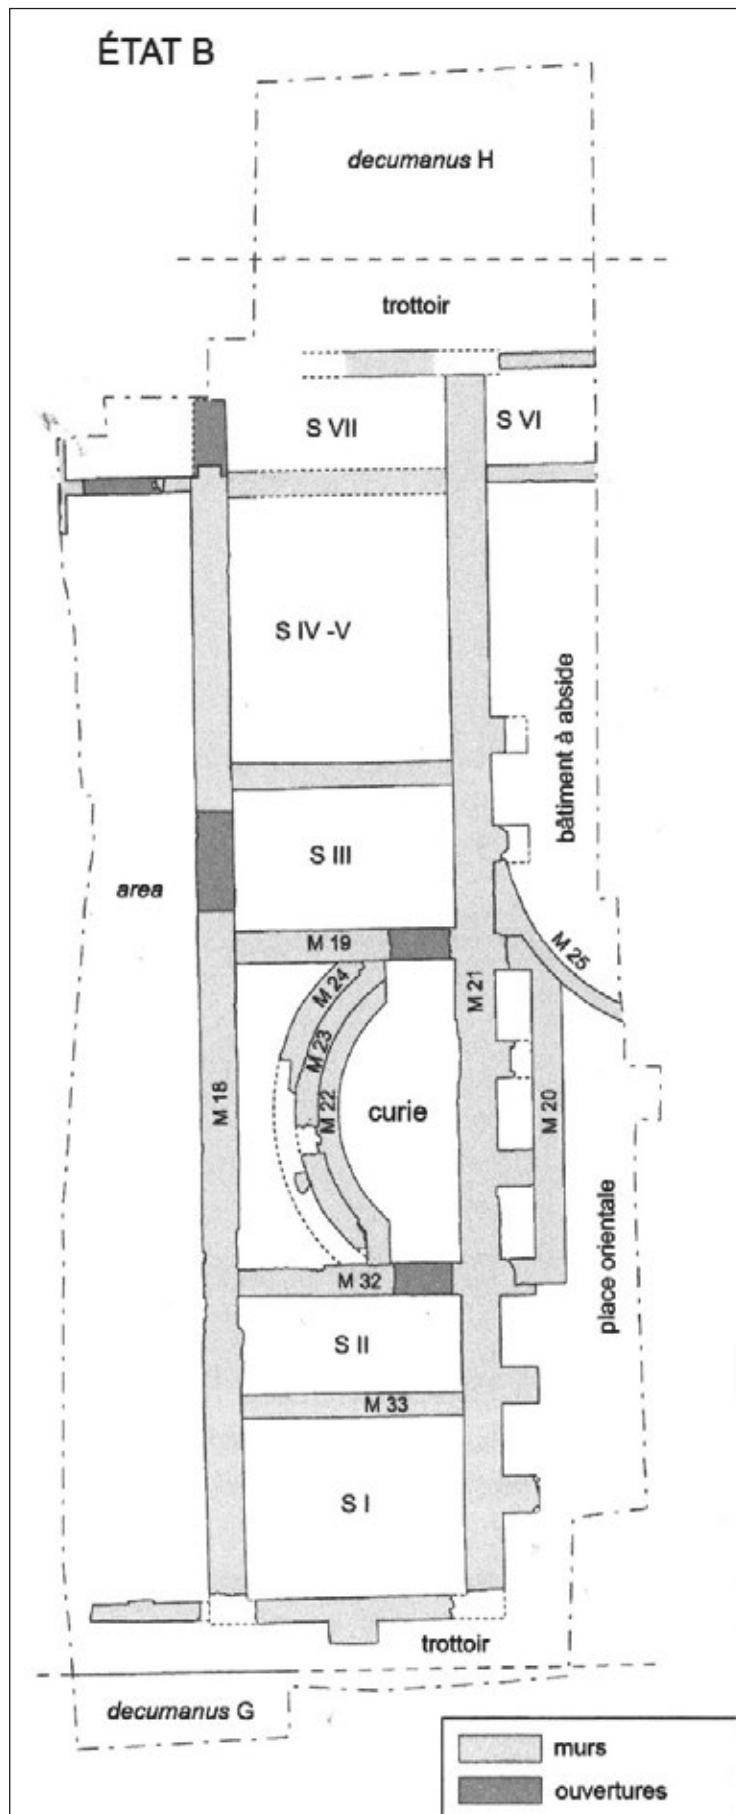 ÉTAT B
decumanus H
trottoir
S VII
S VI
S IV -V
bâtiment à abside
S III
area
M 19
M 25
M 24
M 21
M 23
M 22
M 18
curie
M 20
place orientale
M 32
S II
M 33
S I
trottoir
decumanus G
murs
ouvertures